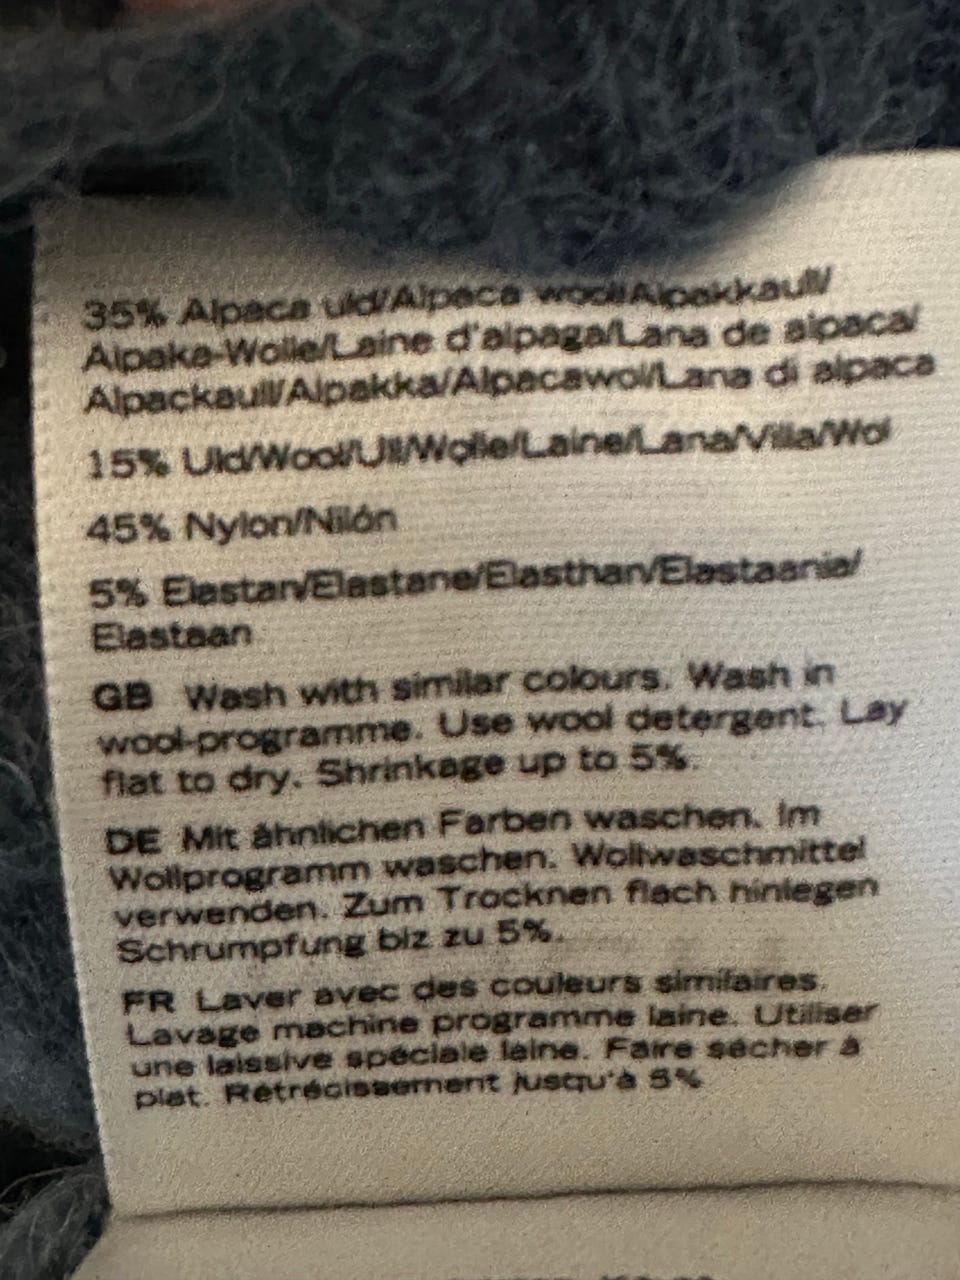 35% Alpaca uld/Alpaca wool/Alpakkaull/
Alpaka-Wolle/Laine d'alpaga/Lana de alpaca/
Alpackaull/Alpakka/Alpacawol/Lana di alpaca
15% Uld/Wool/Ull/Wolle/Laine/Lana/Villa/Wol
45% Nylon/Nilón
5% Elastan/Elastane/Elasthan/Elastaania/
Elastaan
GB Wash with similar colours. Wash in
wool-programme. Use wool detergent. Lay
flat to dry. Shrinkage up to 5%.
DE Mit ähnlichen Farben waschen. Im
Wollprogramm waschen. Wollwaschmittel
verwenden. Zum Trocknen flach hinlegen
Schrumpfung biz zu 5%.
FR Laver avec des couleurs similaires.
Lavage machine programme laine. Utiliser
une laissive spéciale laine. Faire sécher à
plat. Rétrécissement jusqu'à 5%